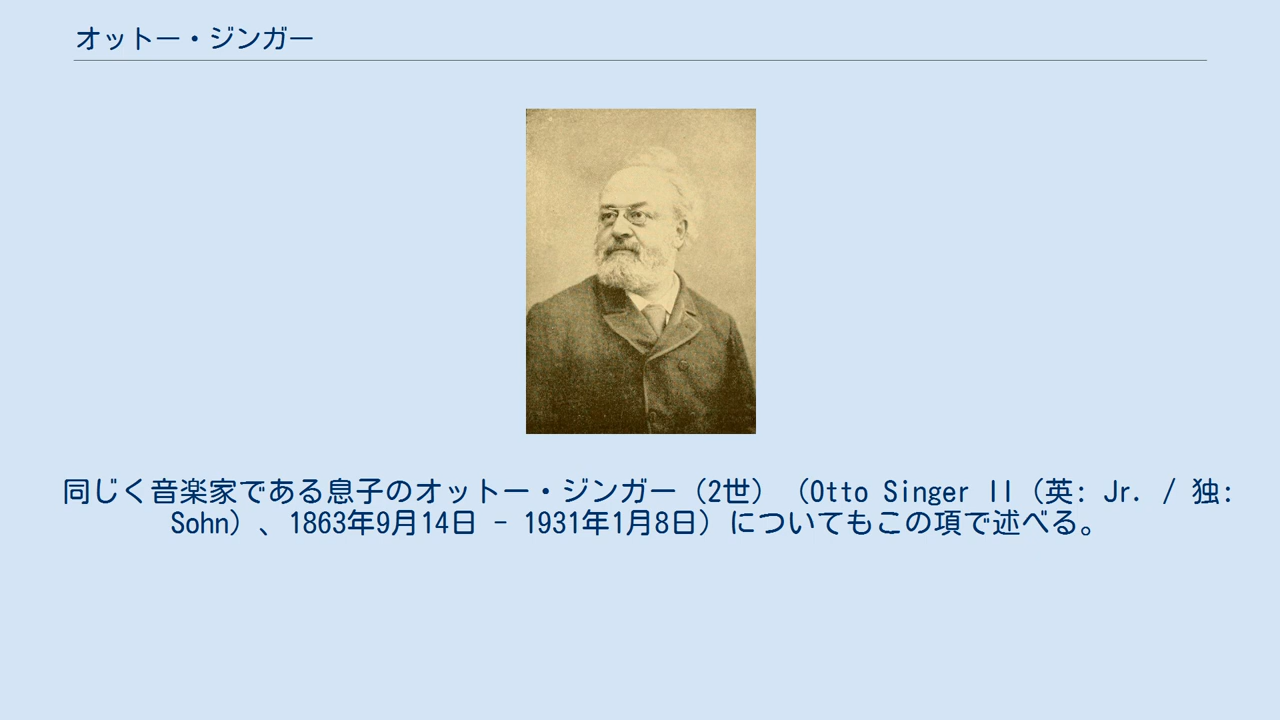 オットー・ジンガー
同じく音楽家である息子のオットー・ジンガー（2世）（Otto Singer II（英: Jr. / 独:
Sohn）、1863年9月14日 - 1931年1月8日）についてもこの項で述べる。